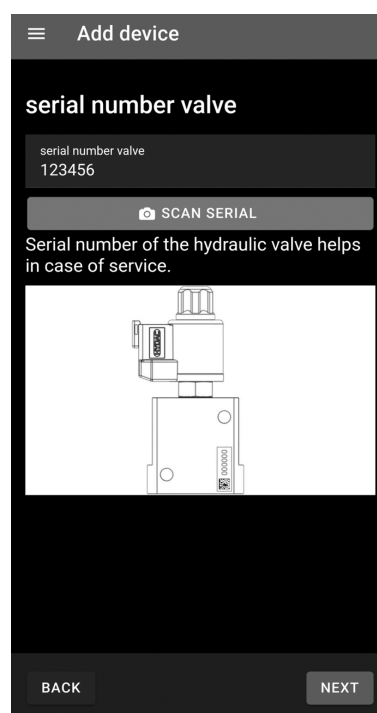 Add device
serial number valve
serial number valve
123456
SCAN SERIAL
Serial number of the hydraulic valve helps
in case of service.
000000
BACK
NEXT